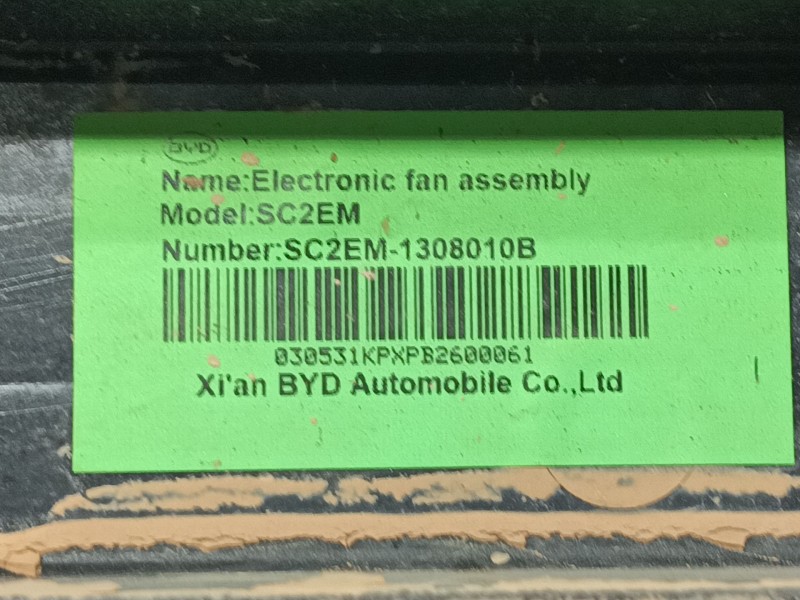 BYD
Name:Electronic fan assembly
Model:SC2EM
Number:SC2EM-1308010B
030531KPXPB2600061
Xi'an BYD Automobile Co.,Ltd